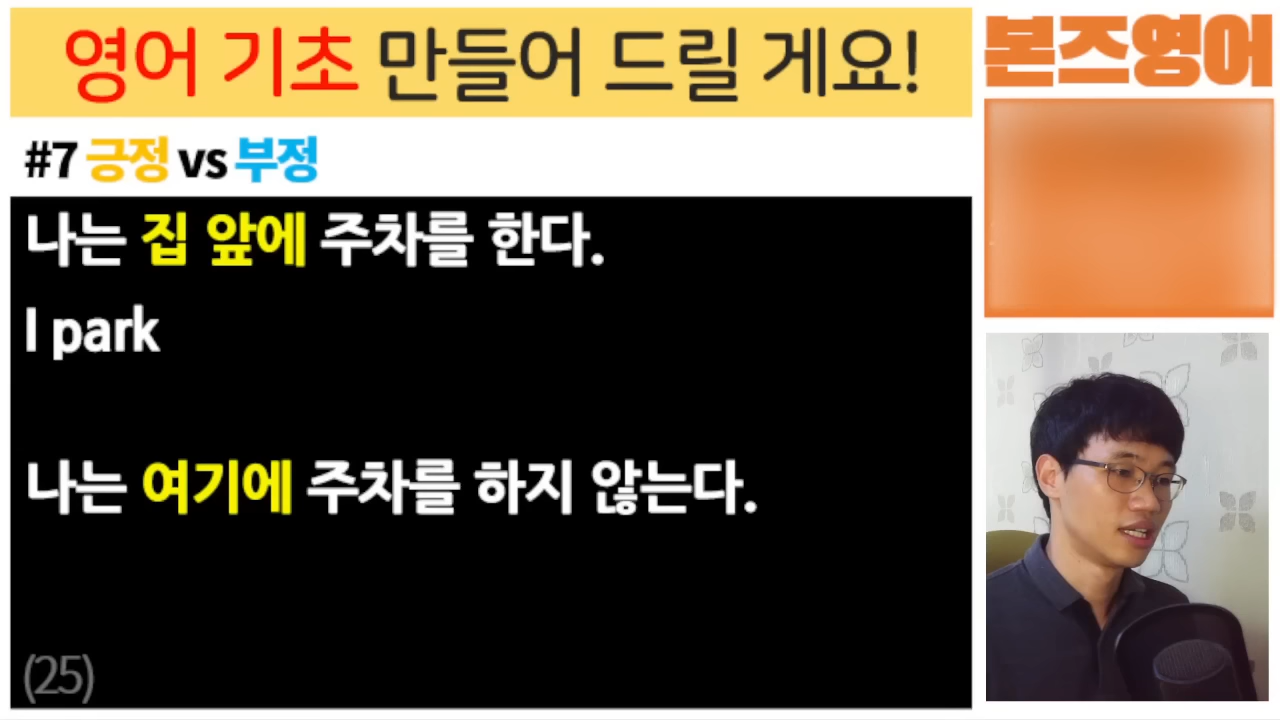 영어 기초 만들어 드릴 게요!
본즈영어
#7 긍정 vs 부정
나는 집 앞에 주차를 한다.
I park
나는 여기에 주차를 하지 않는다.
(25)